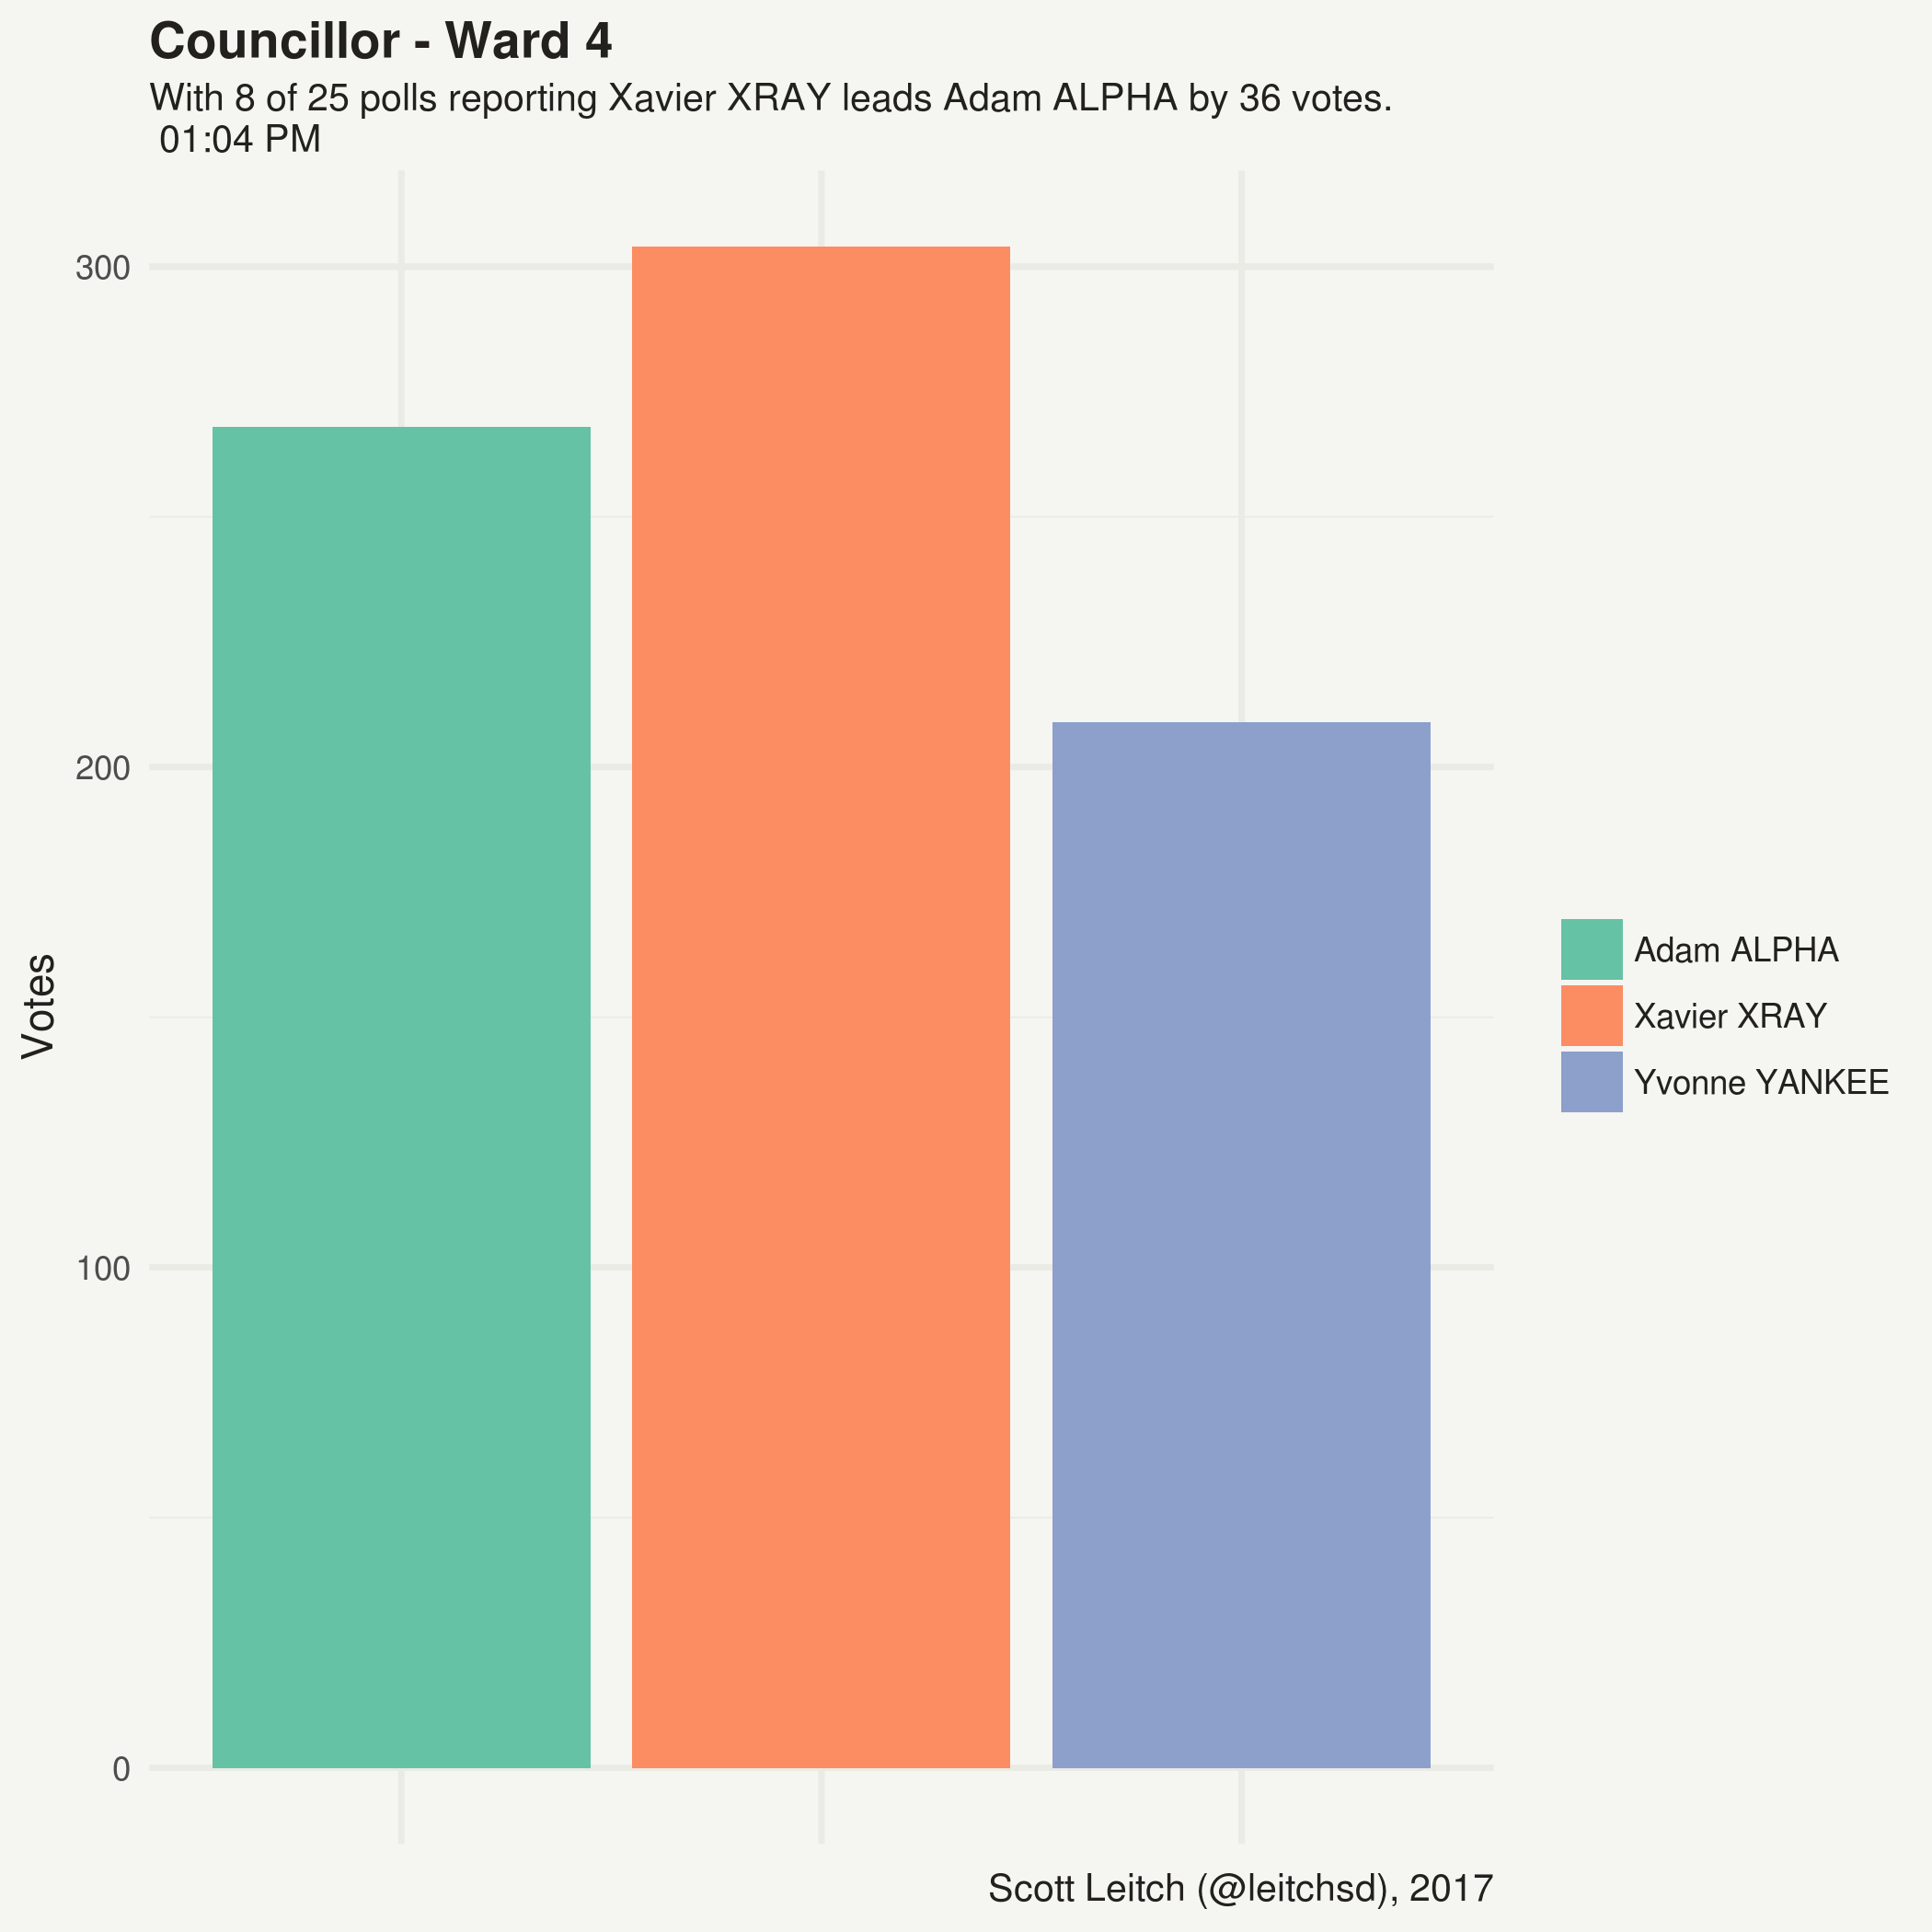 Councillor - Ward 4
With 8 of 25 polls reporting Xavier XRAY leads Adam ALPHA by 36 votes.
01:04 PM
300
200
100
0
Votes
Adam ALPHA
Xavier XRAY
Yvonne YANKEE
Scott Leitch (@leitchsd), 2017